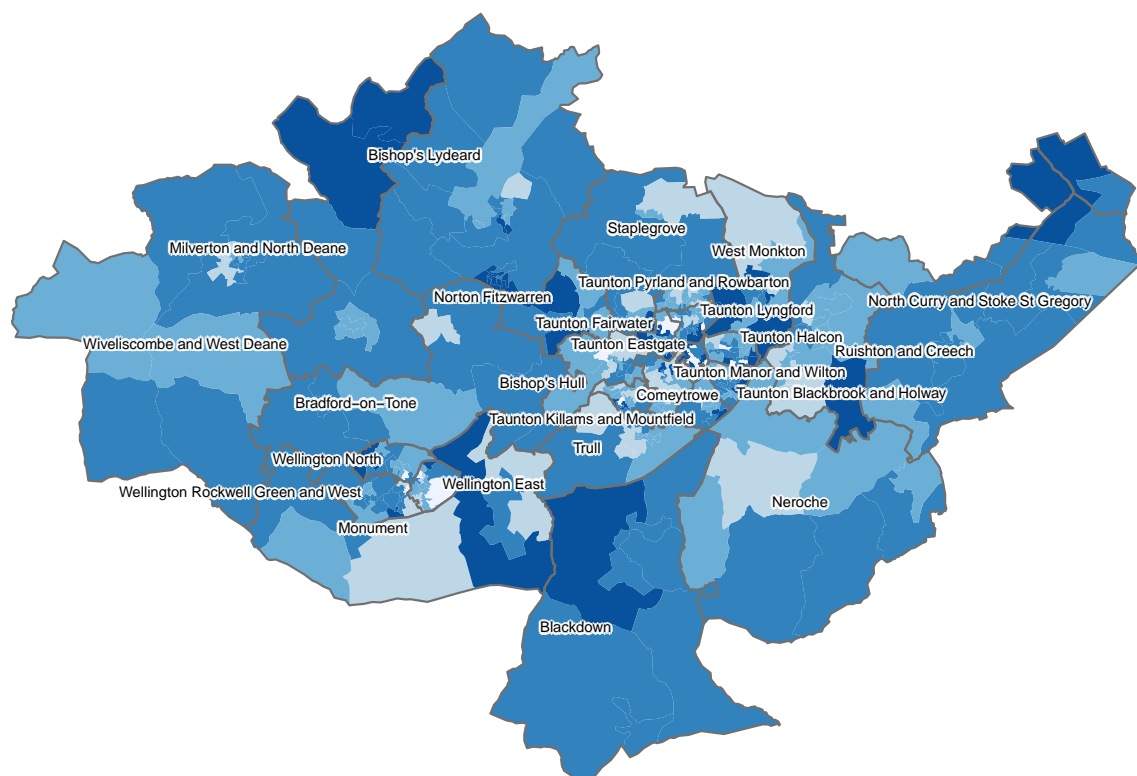 Bishop's Lydeard
Staplegrove
Milverton and North Deane
West Monkton
Taunton Pyrland and Rowbarton
Norton Fitzwarren
North Curry and Stoke St Gregory
Taunton Lyngford
Taunton Fairwater
Taunton Halcon
Wiveliscombe and West Deane
Taunton Eastgate
Ruishton and Creech
Taunton Manor and Wilton
Bishop's Hull
Comeytrowe
Taunton Blackbrook and Holway
Bradford−on−Tone
Taunton Killams and Mountfield
Trull
Wellington North
Wellington East
Wellington Rockwell Green and West
Neroche
Monument
Blackdown